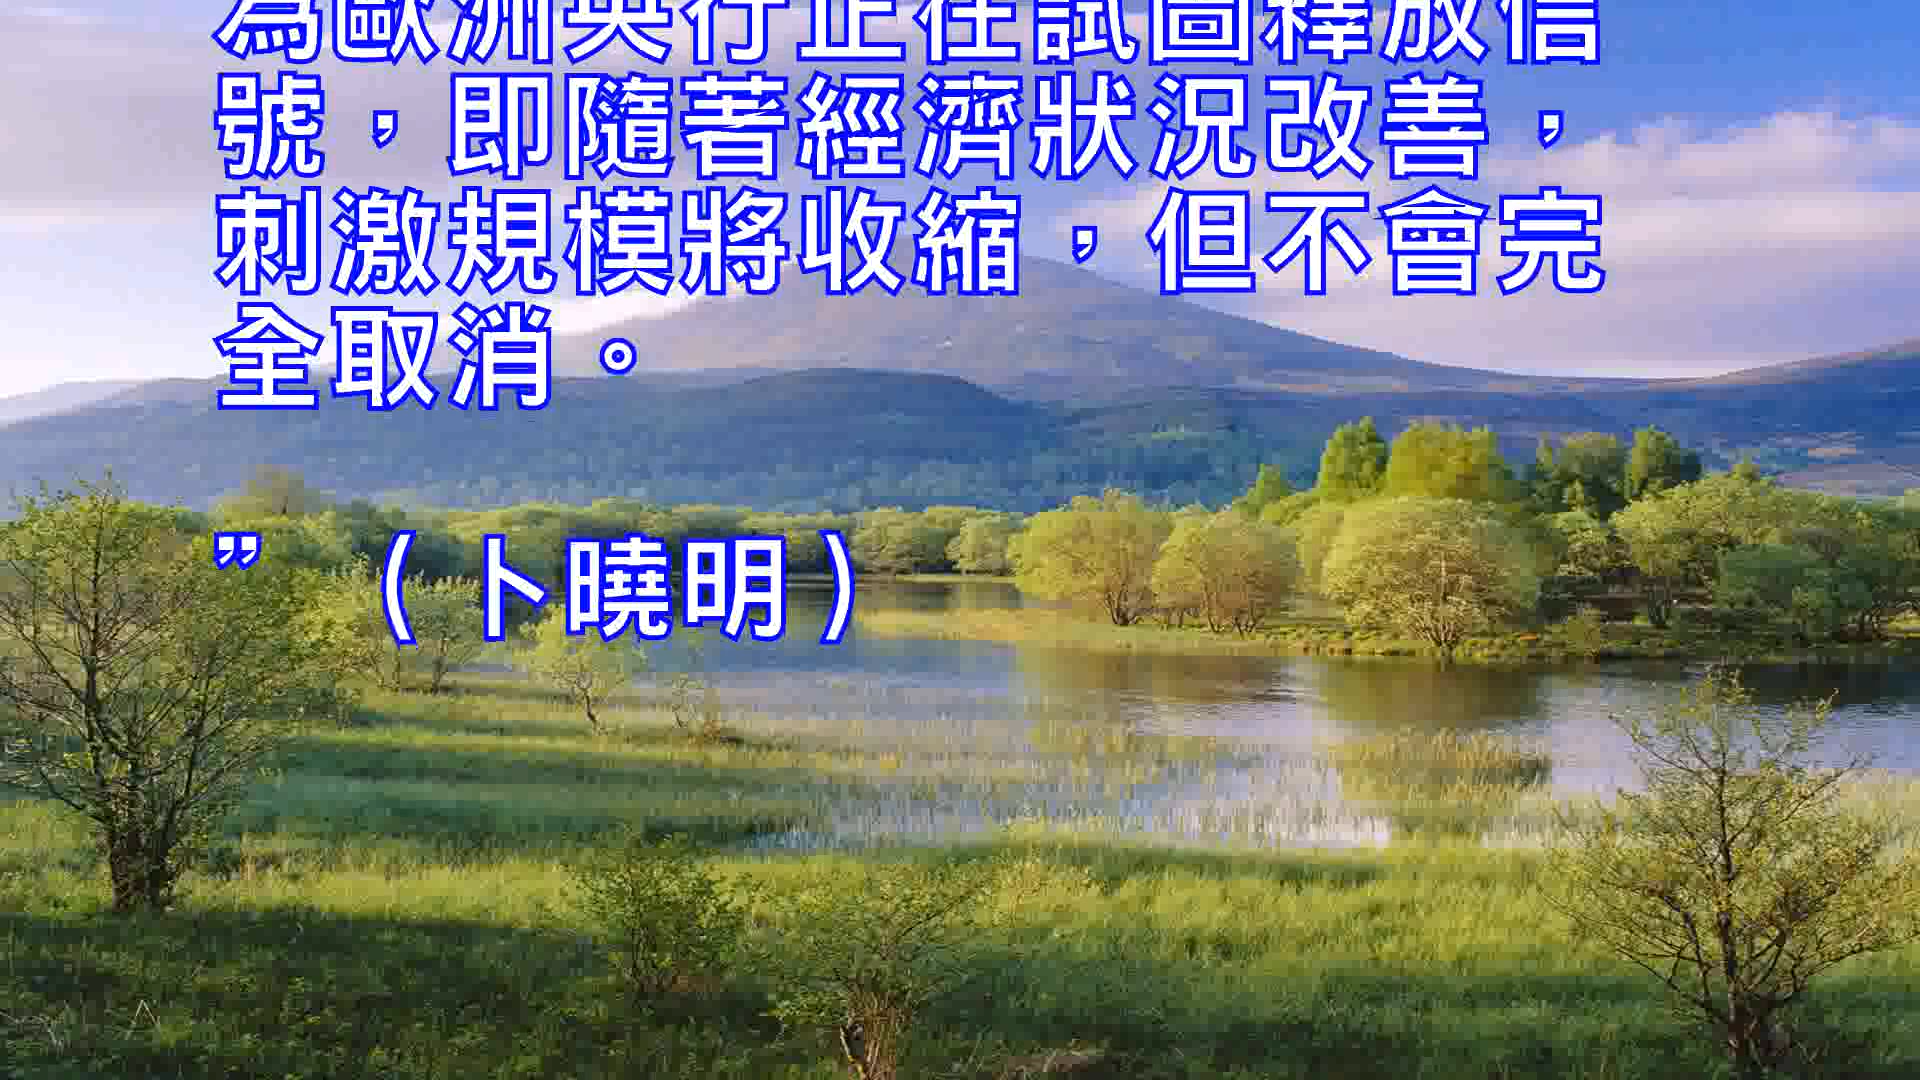 為歐洲央行正在試圖释放信
號，即隨著經濟狀況改善，
刺激規模將收縮，但不會完
全取消。
” （卜曉明）